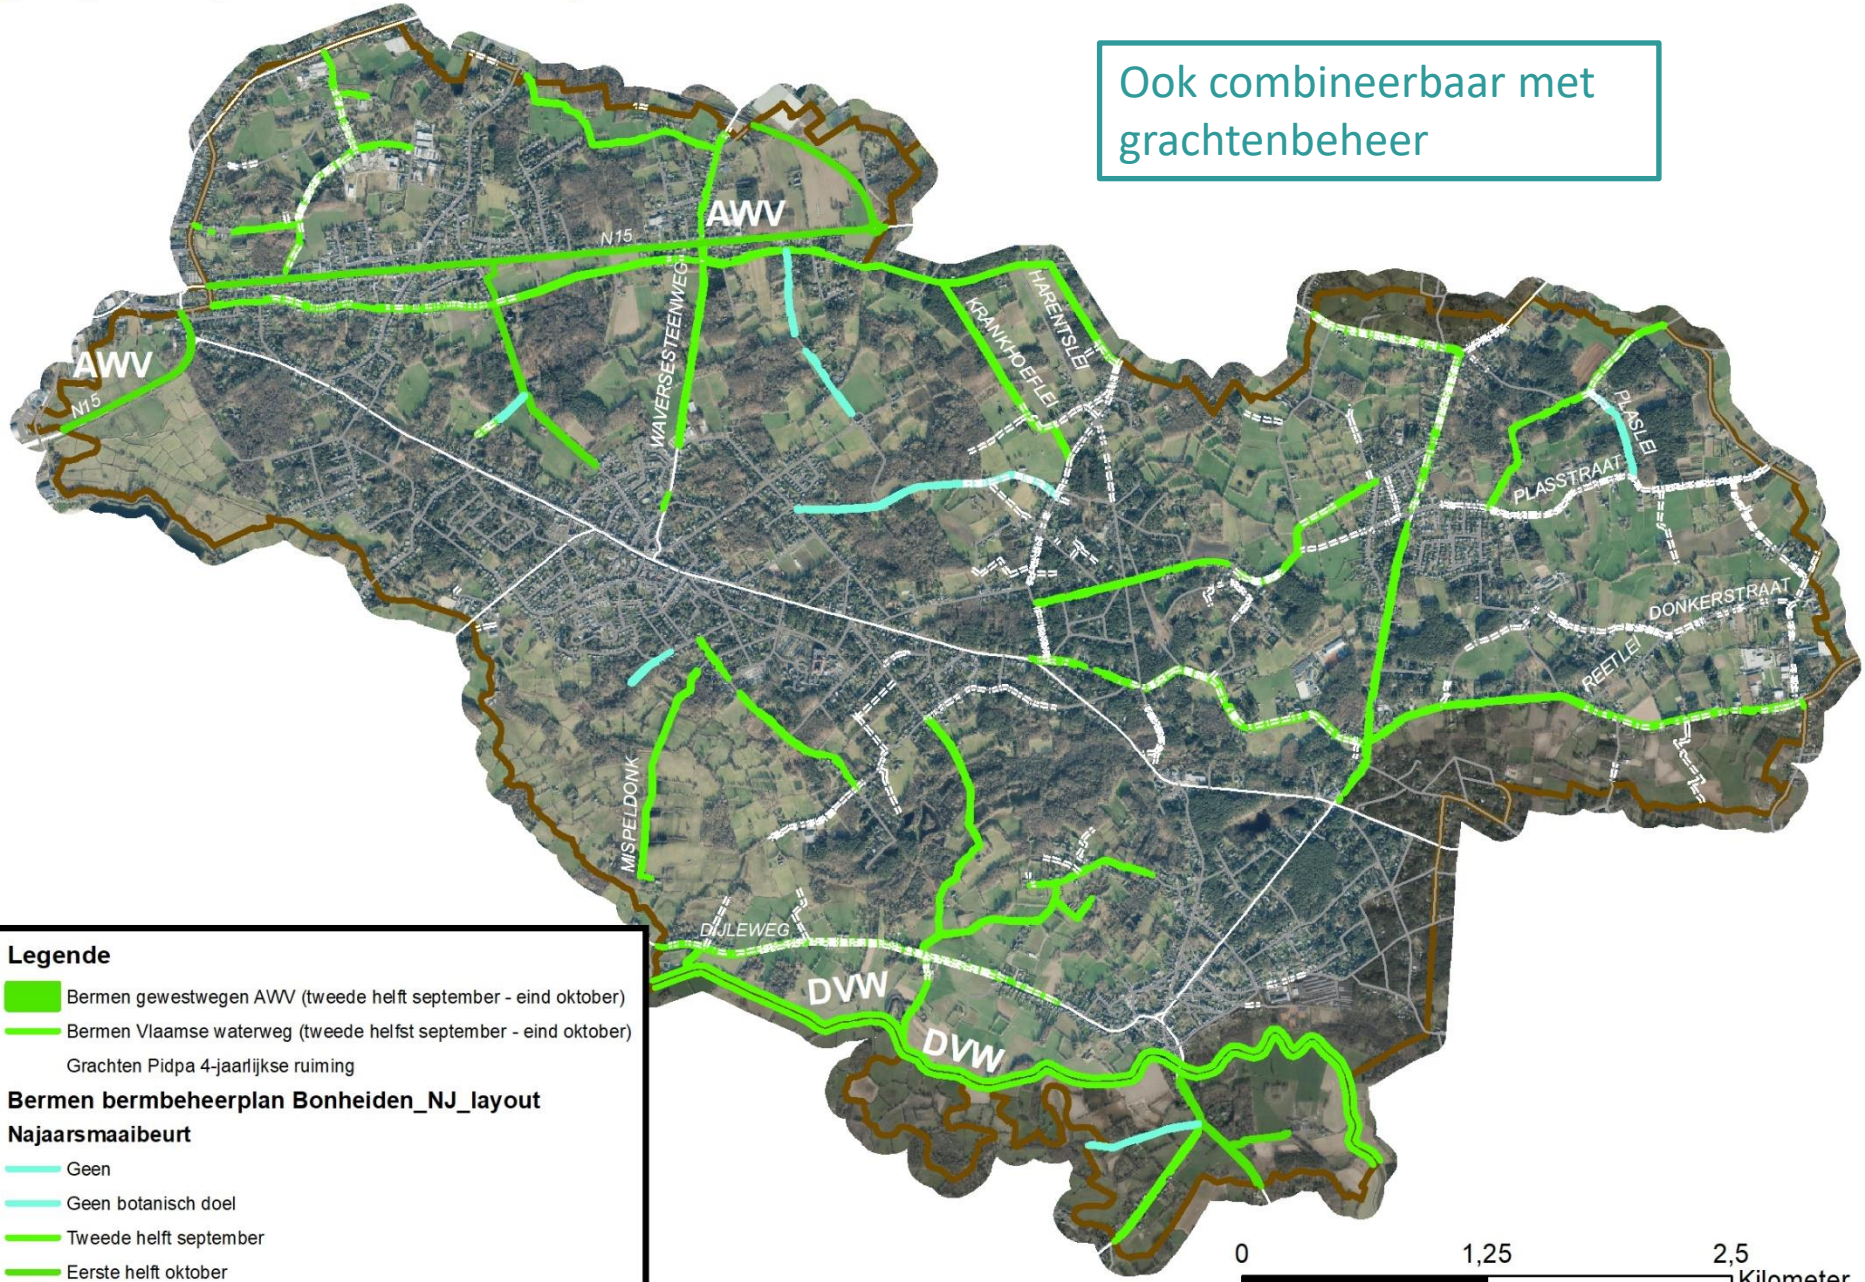 Ook combineerbaar met
grachtenbeheer
AWV
N15
AWV
N15
WAVERSESTEENWEG
KRANKHOEFLEI
HARENTSLEI
PLASLEI
PLASSTRAAT
DONKERSTRAAT
REETLEI
MISPELDONK
DIJLEWEG
DVW
DVW
Legende
Bermen gewestwegen AWV (tweede helft september - eind oktober)
Bermen Vlaamse waterweg (tweede helfst september - eind oktober)
Grachten Pidpa 4-jaarlijkse ruiming
Bermen bermbeheerplan Bonheiden_NJ_layout
Najaarsmaaibeurt
Geen
Geen botanisch doel
Tweede helft september
Eerste helft oktober
0 1,25 2,5
Kilometer